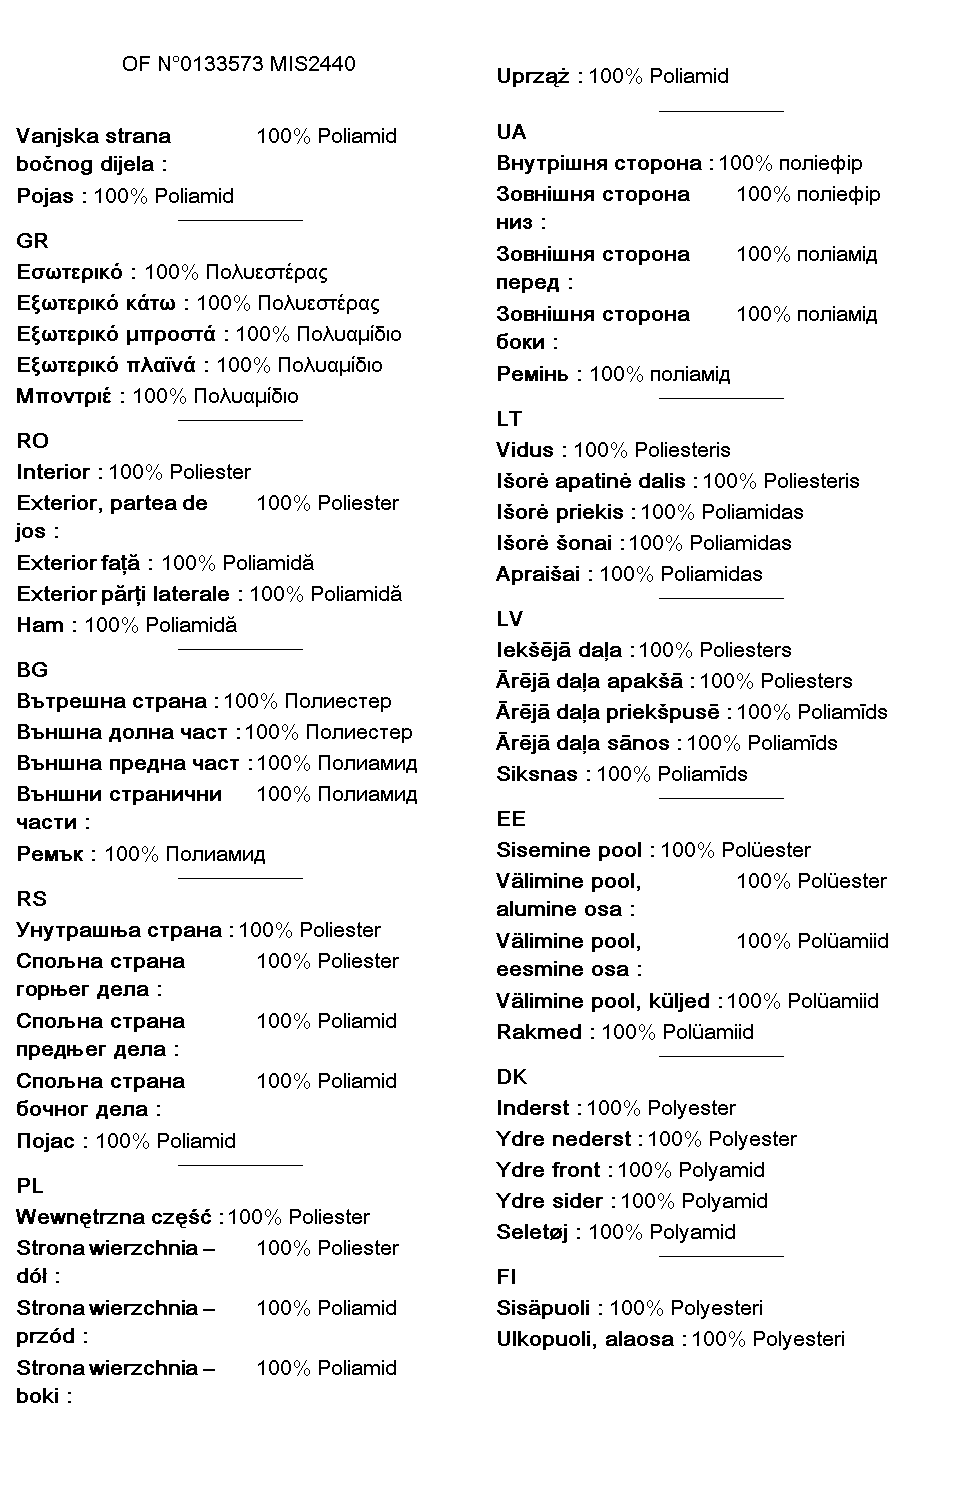 OF N°0133573 MIS2440
Vanjska strana 100% Poliamid
bočnog dijela :
Pojas : 100% Poliamid
GR
Εσωτερικό : 100% Πολυεστέρας
Εξωτερικό κάτω : 100% Πολυεστέρας
Εξωτερικό μπροστά : 100% Πολυαμίδιο
Εξωτερικό πλαϊνά : 100% Πολυαμίδιο
Μποντριέ : 100% Πολυαμίδιο
RO
Interior : 100% Poliester
Exterior, partea de 100% Poliester
jos :
Exterior față : 100% Poliamidă
Exterior părți laterale : 100% Poliamidă
Ham : 100% Poliamidă
BG
Вътрешна страна : 100% Полиестер
Външна долна част : 100% Полиестер
Външна предна част : 100% Полиамид
Външни странични 100% Полиамид
части :
Ремък : 100% Полиамид
RS
Унутрашња страна : 100% Poliester
Спољна страна 100% Poliester
горњег дела :
Спољна страна 100% Poliamid
предњег дела :
Спољна страна 100% Poliamid
бочног дела :
Појас : 100% Poliamid
PL
Wewnętrzna część : 100% Poliester
Strona wierzchnia – 100% Poliester
dół :
Strona wierzchnia – 100% Poliamid
przód :
Strona wierzchnia – 100% Poliamid
boki :
Uprząż : 100% Poliamid
UA
Внутрішня сторона : 100% поліефір
Зовнішня сторона 100% поліефір
низ :
Зовнішня сторона 100% поліамід
перед :
Зовнішня сторона 100% поліамід
боки :
Ремінь : 100% поліамід
LT
Vidus : 100% Poliesteris
Išorė apatinė dalis : 100% Poliesteris
Išorė priekis : 100% Poliamidas
Išorė šonai : 100% Poliamidas
Apraišai : 100% Poliamidas
LV
Iekšējā daļa : 100% Poliesters
Ārējā daļa apakšā : 100% Poliesters
Ārējā daļa priekšpusē : 100% Poliamīds
Ārējā daļa sānos : 100% Poliamīds
Siksnas : 100% Poliamīds
EE
Sisemine pool : 100% Polüester
Välimine pool, 100% Polüester
alumine osa :
Välimine pool, 100% Polüamiid
eesmine osa :
Välimine pool, küljed : 100% Polüamiid
Rakmed : 100% Polüamiid
DK
Inderst : 100% Polyester
Ydre nederst : 100% Polyester
Ydre front : 100% Polyamid
Ydre sider : 100% Polyamid
Seletøj : 100% Polyamid
FI
Sisäpuoli : 100% Polyesteri
Ulkopuoli, alaosa : 100% Polyesteri